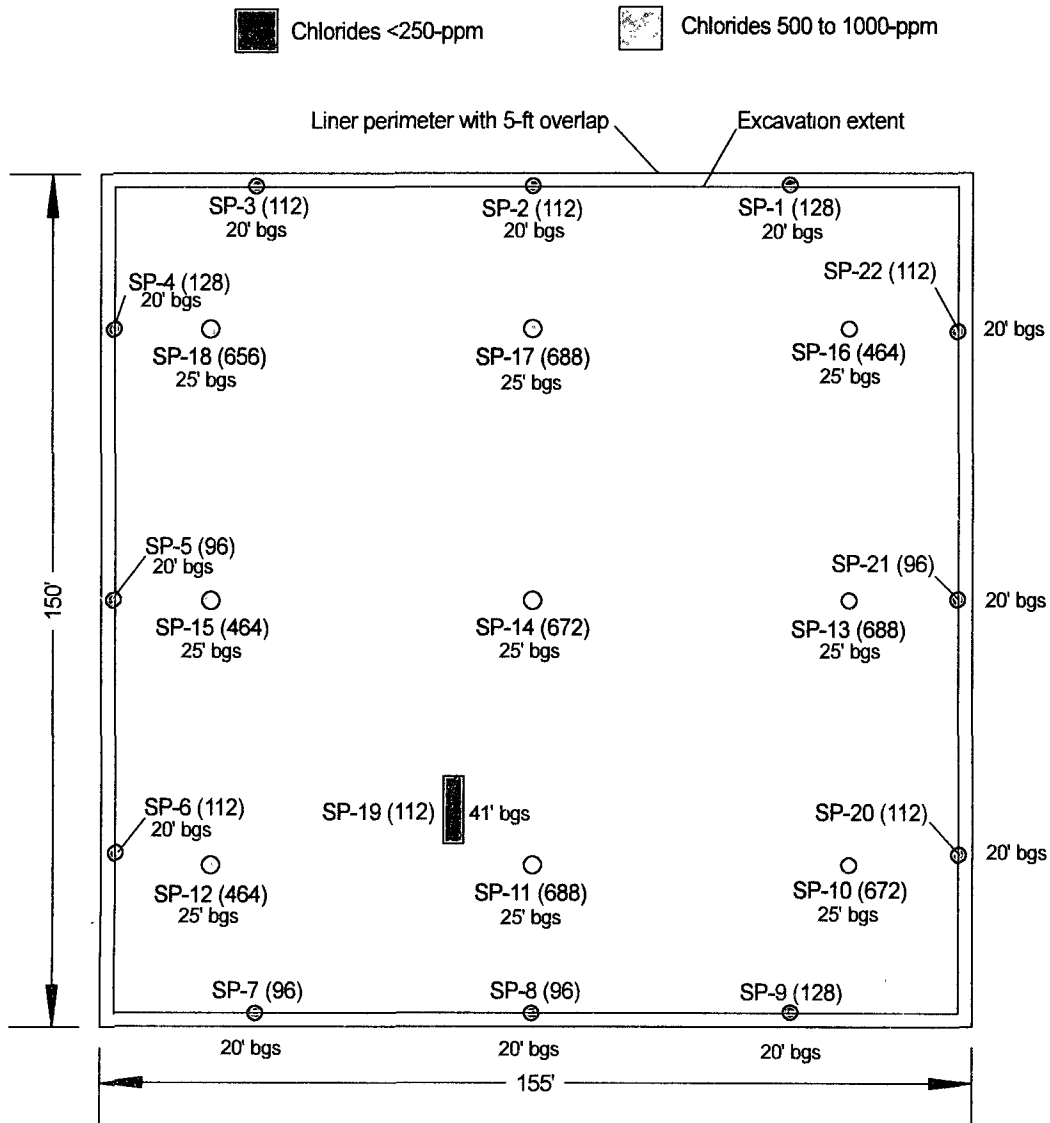 Chlorides <250-ppm
Chlorides 500 to 1000-ppm
Liner perimeter with 5-ft overlap
Excavation extent
SP-3 (112)
20' bgs
SP-2 (112)
20' bgs
SP-1 (128)
20' bgs
SP-4 (128)
20' bgs
SP-22 (112)
20' bgs
SP-18 (656)
25' bgs
SP-17 (688)
25' bgs
SP-16 (464)
25' bgs
150'
SP-5 (96)
20' bgs
SP-21 (96)
20' bgs
SP-15 (464)
25' bgs
SP-14 (672)
25' bgs
SP-13 (688)
25' bgs
SP-19 (112)
41' bgs
SP-6 (112)
20' bgs
SP-20 (112)
20' bgs
SP-12 (464)
25' bgs
SP-11 (688)
25' bgs
SP-10 (672)
25' bgs
SP-7 (96)
20' bgs
SP-8 (96)
20' bgs
SP-9 (128)
20' bgs
155'